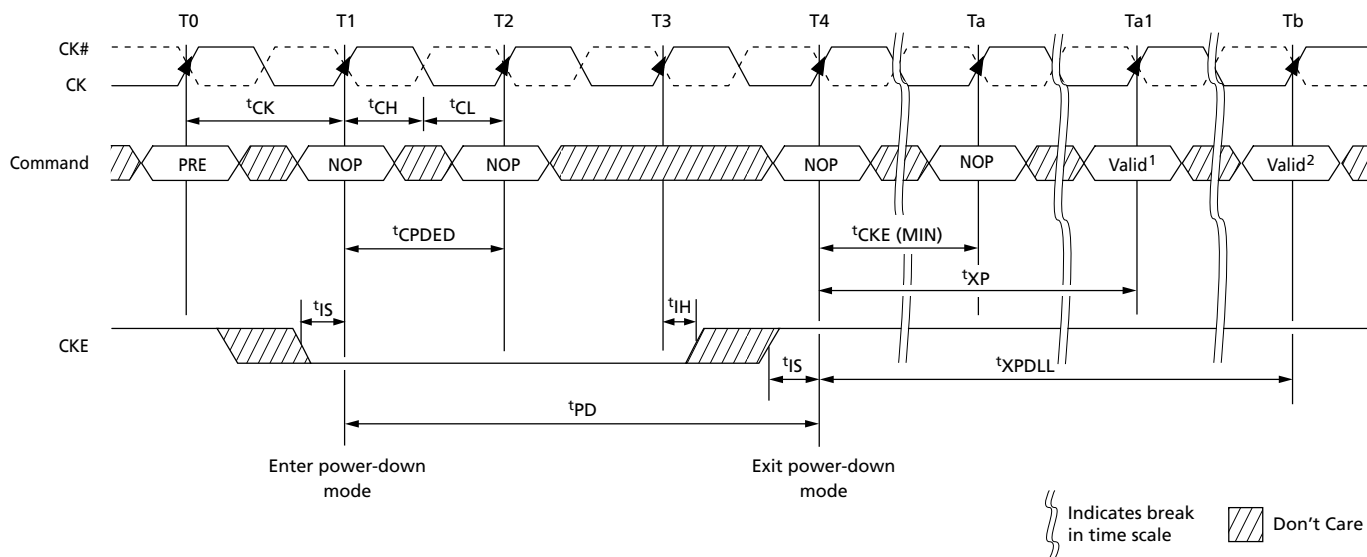 T0 T1 T2 T3 T4 Ta Ta1 Tb
CK#
CK
tCK tCH tCL
Command PRE NOP NOP NOP NOP Valid1 Valid2
tCPDED tCKE (MIN)
tXP
tIS tIH
CKE
tIS tXPDLL
tPD
Enter power-down
mode
Exit power-down
mode
Indicates break
in time scale
Don't Care